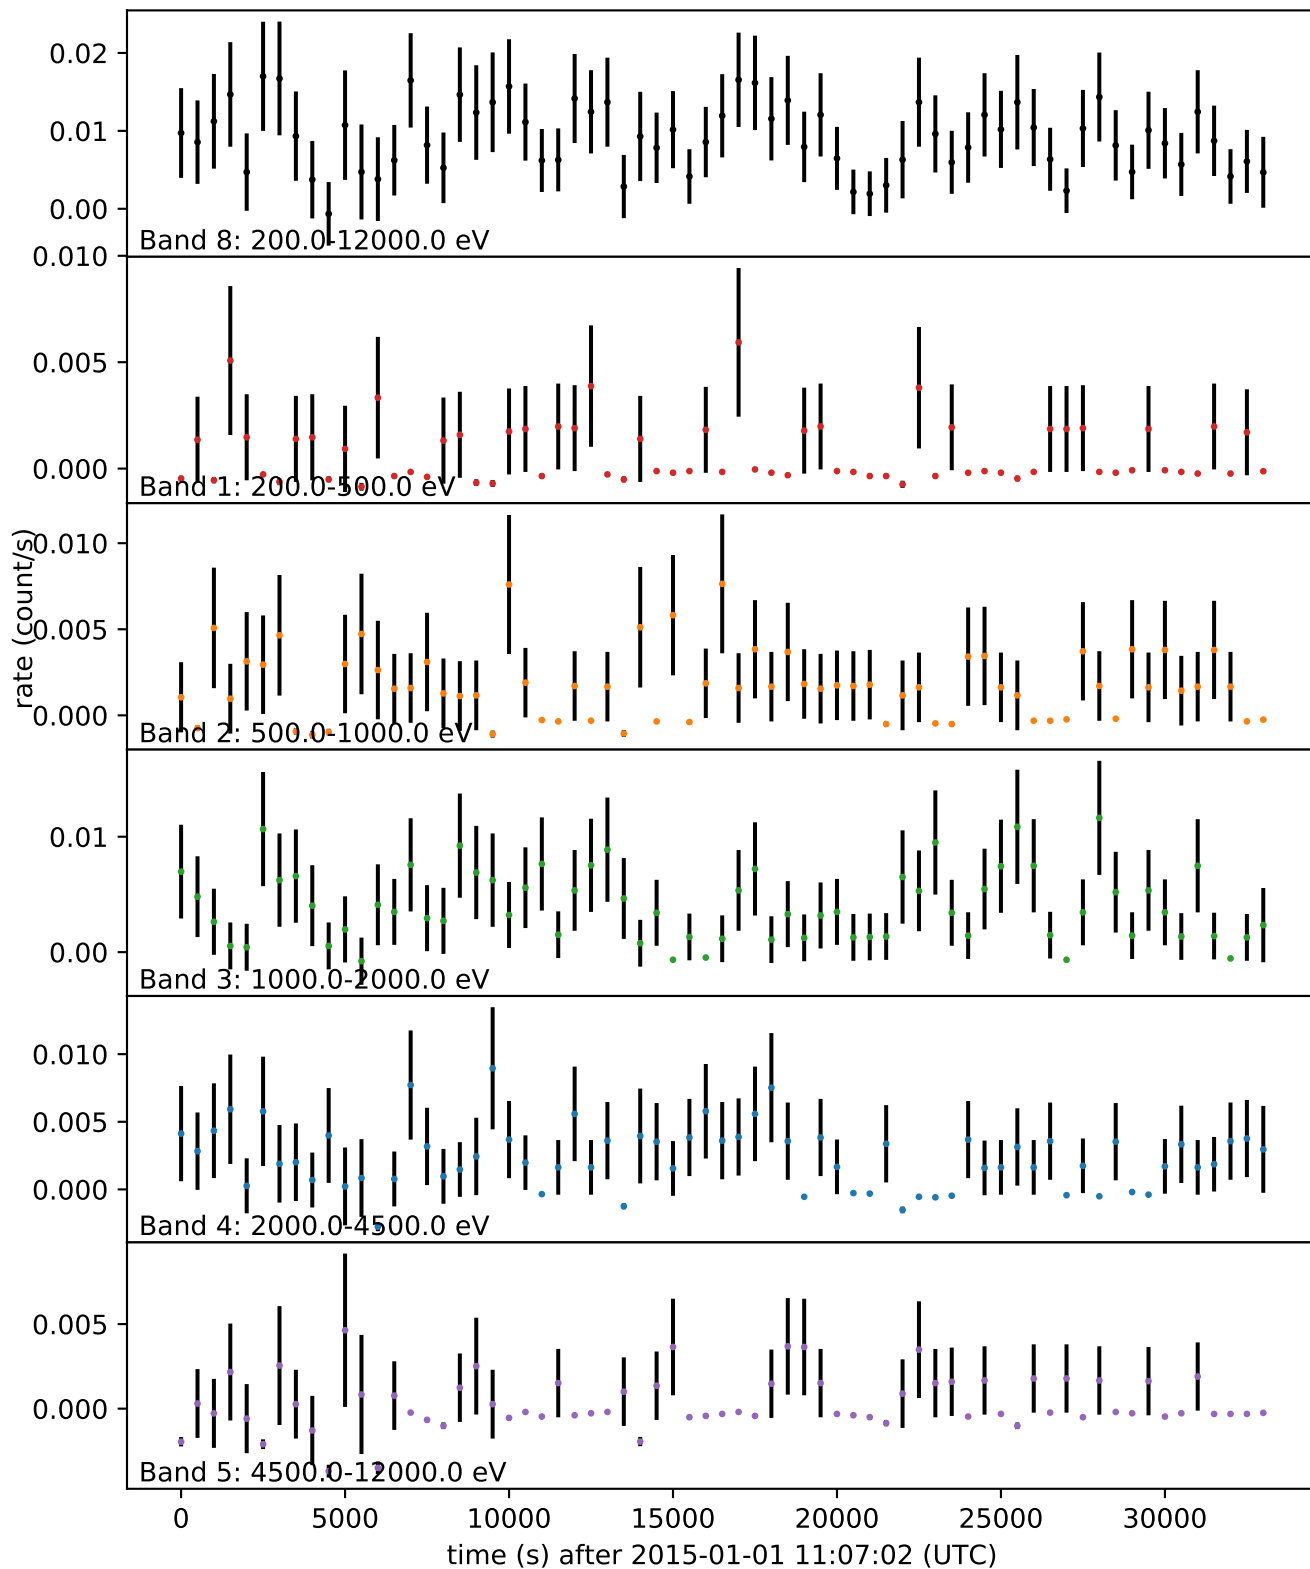 0.02
0.01
0.00
Band 8: 200.0-12000.0 eV
0.010
0.005
0.000
Band 1: 200.0-500.0 eV
rate (count/s)
0.010
0.005
0.000
Band 2: 500.0-1000.0 eV
0.01
0.00
Band 3: 1000.0-2000.0 eV
0.010
0.005
0.000
Band 4: 2000.0-4500.0 eV
0.005
0.000
Band 5: 4500.0-12000.0 eV
0 5000 10000 15000 20000 25000 30000
time (s) after 2015-01-01 11:07:02 (UTC)